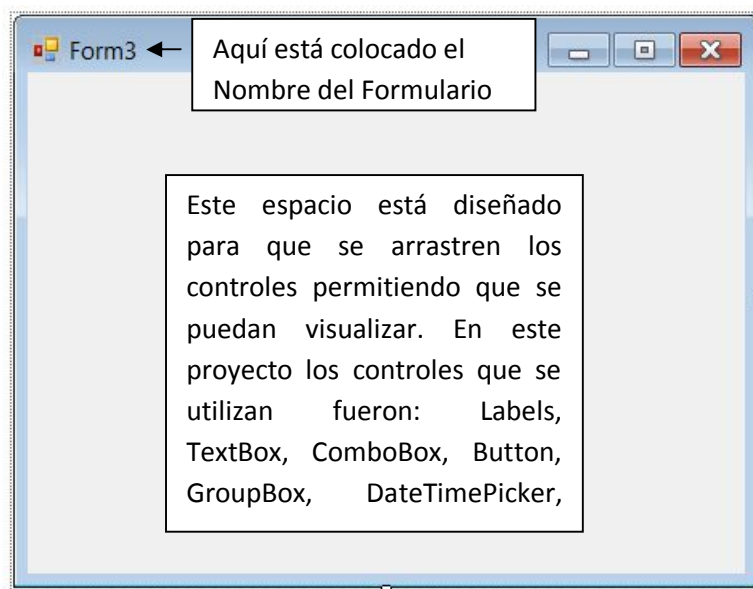 Form3
Aquí está colocado el
Nombre del Formulario
Este espacio está diseñado
para que se arrastren los
controles permitiendo que se
puedan visualizar. En este
proyecto los controles que se
utilizan fueron: Labels,
TextBox, ComboBox, Button,
GroupBox, DateTimePicker,